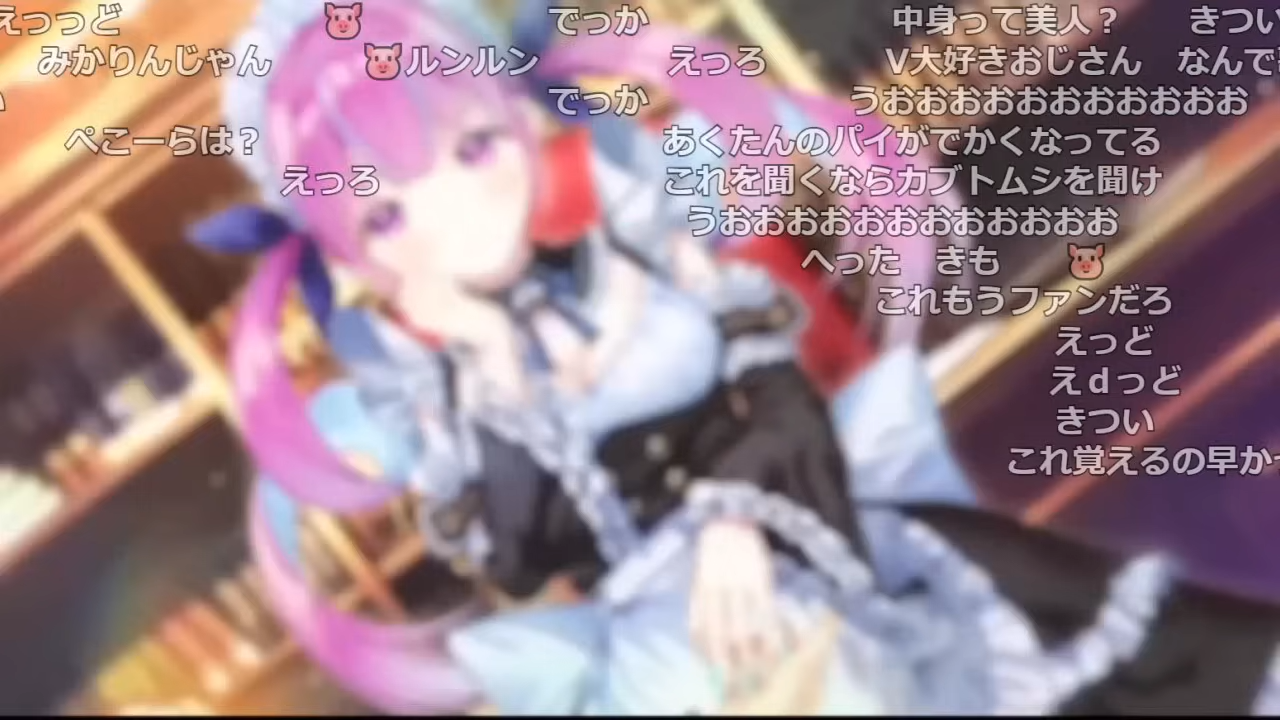 えっっど 🐷 でっか 中身って美人？ きつい
みかりんじゃん 🐷ルンルン えっろ V大好きおじさん なんで
い でっか うおおおおおおおおおおお
ぺこーらは？ あくたんのパイがでかくなってる
えっろ これを聞くならカブトムシを聞け
うおおおおおおおおおおおお
へった きも 🐷
これもうファンだろ
えっど
えｄっど
きつい
これ覚えるの早か